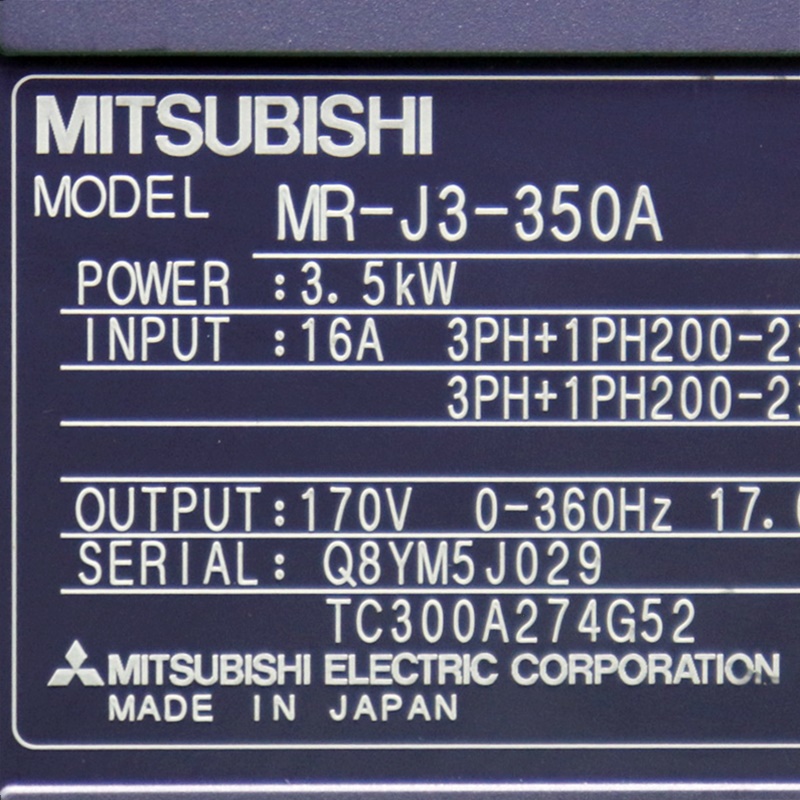 MITSUBISHI
MODEL MR-J3-350A
POWER :3.5kW
INPUT :16A 3PH+1PH200-2
3PH+1PH200-2
OUTPUT:170V 0-360Hz 17.
SERIAL: Q8YM5J029
TC300A274G52
MITSUBISHI ELECTRIC CORPORATION
MADE IN JAPAN